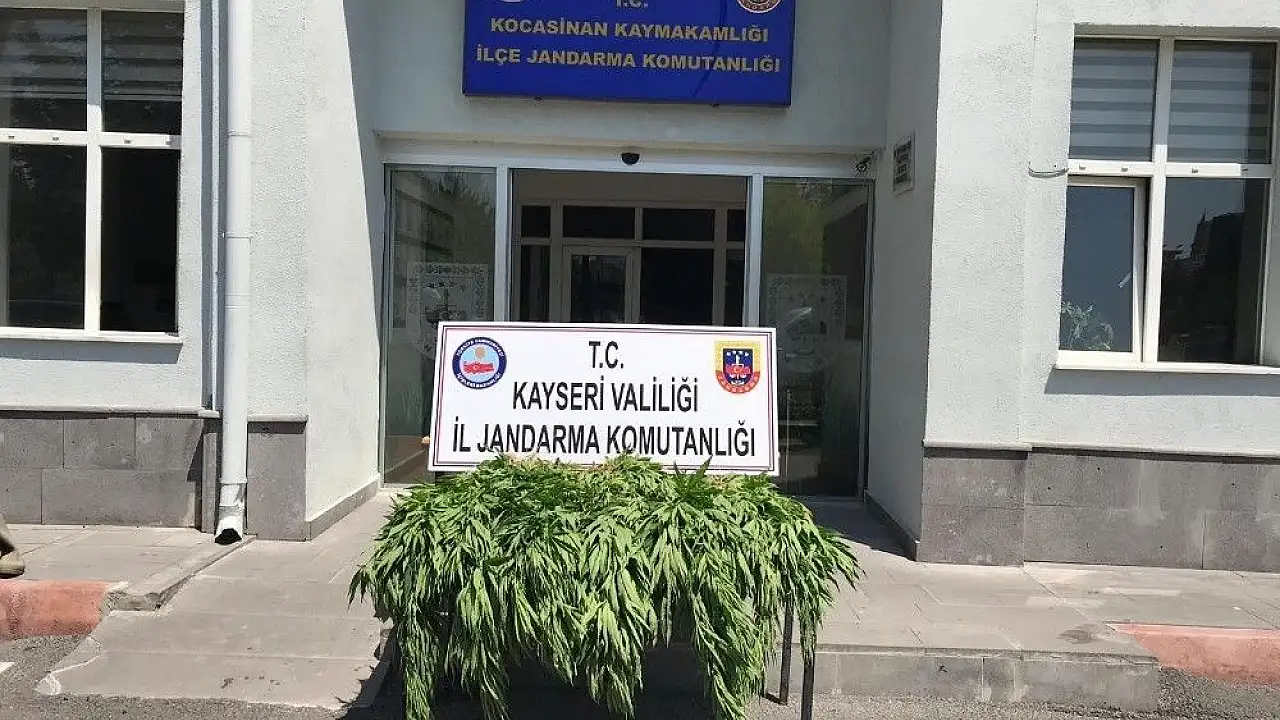 T.C.
KOCASİNAN KAYMAKAMLIĞI
İLÇE JANDARMA KOMUTANLIĞI
T.C.
KAYSERİ VALİLİĞİ
İL JANDARMA KOMUTANLIĞI